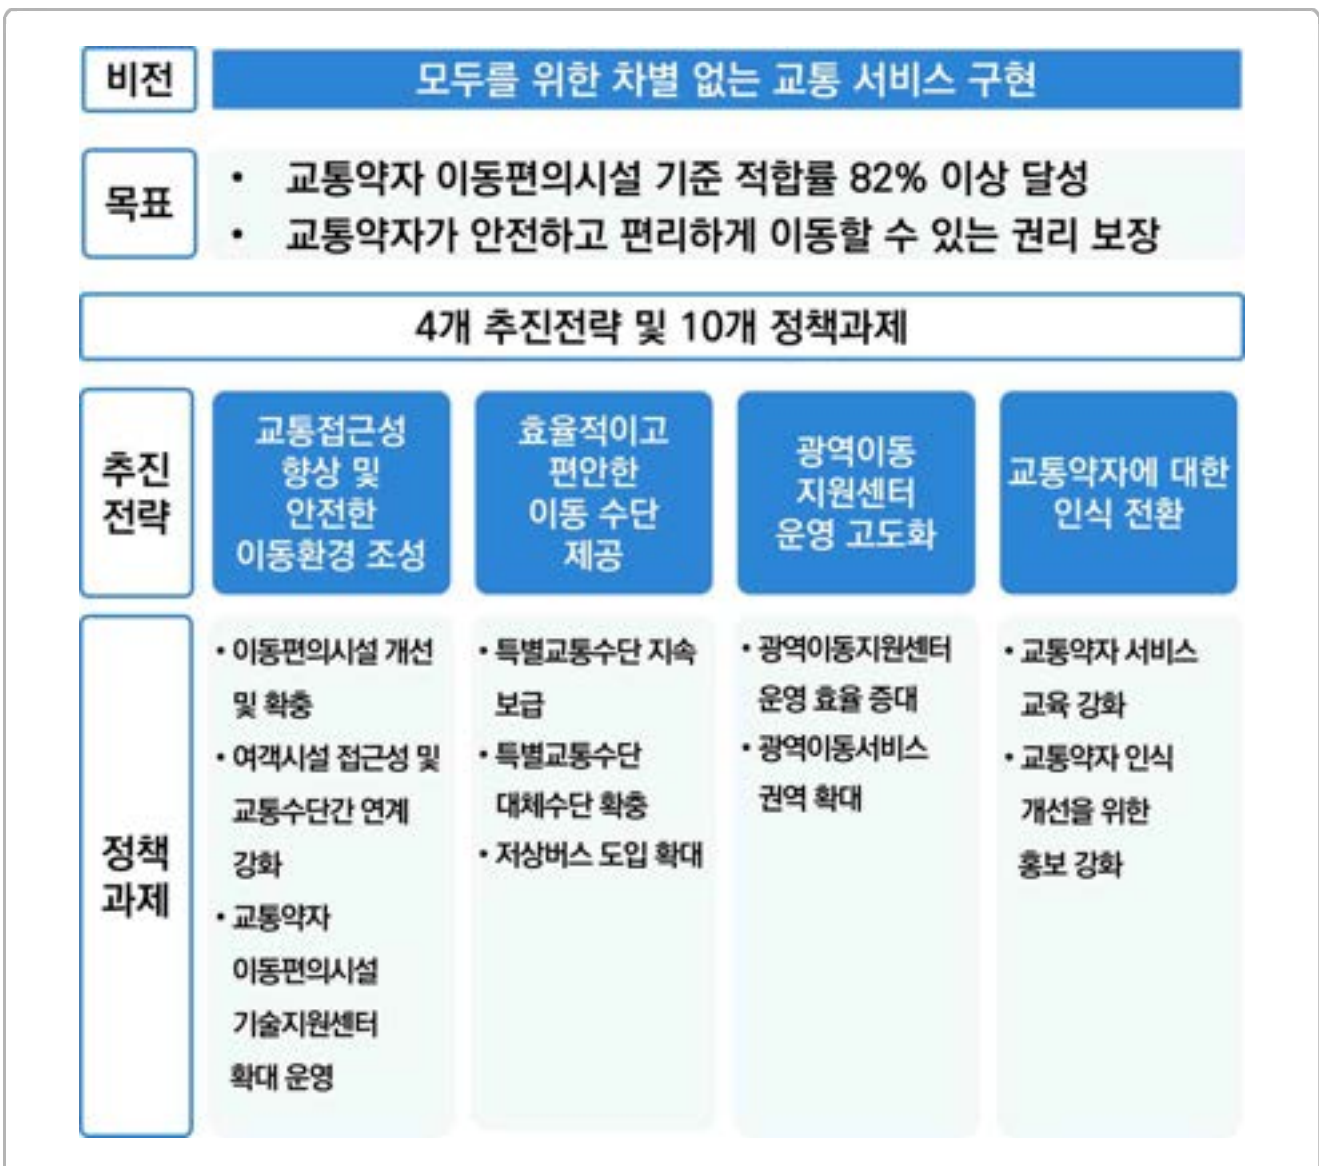 비전
모두를 위한 차별 없는 교통 서비스 구현
목표
• 교통약자 이동편의시설 기준 적합률 82% 이상 달성
• 교통약자가 안전하고 편리하게 이동할 수 있는 권리 보장
4개 추진전략 및 10개 정책과제
추진
전략
교통접근성
향상 및
안전한
이동환경 조성
효율적이고
편안한
이동 수단
제공
광역이동
지원센터
운영 고도화
교통약자에 대한
인식 전환
정책
과제
• 이동편의시설 개선
및 확충
• 여객시설 접근성 및
교통수단간 연계
강화
• 교통약자
이동편의시설
기술지원센터
확대 운영
• 특별교통수단 지속
보급
• 특별교통수단
대체수단 확충
• 저상버스 도입 확대
• 광역이동지원센터
운영 효율 증대
• 광역이동서비스
권역 확대
• 교통약자 서비스
교육 강화
• 교통약자 인식
개선을 위한
홍보 강화